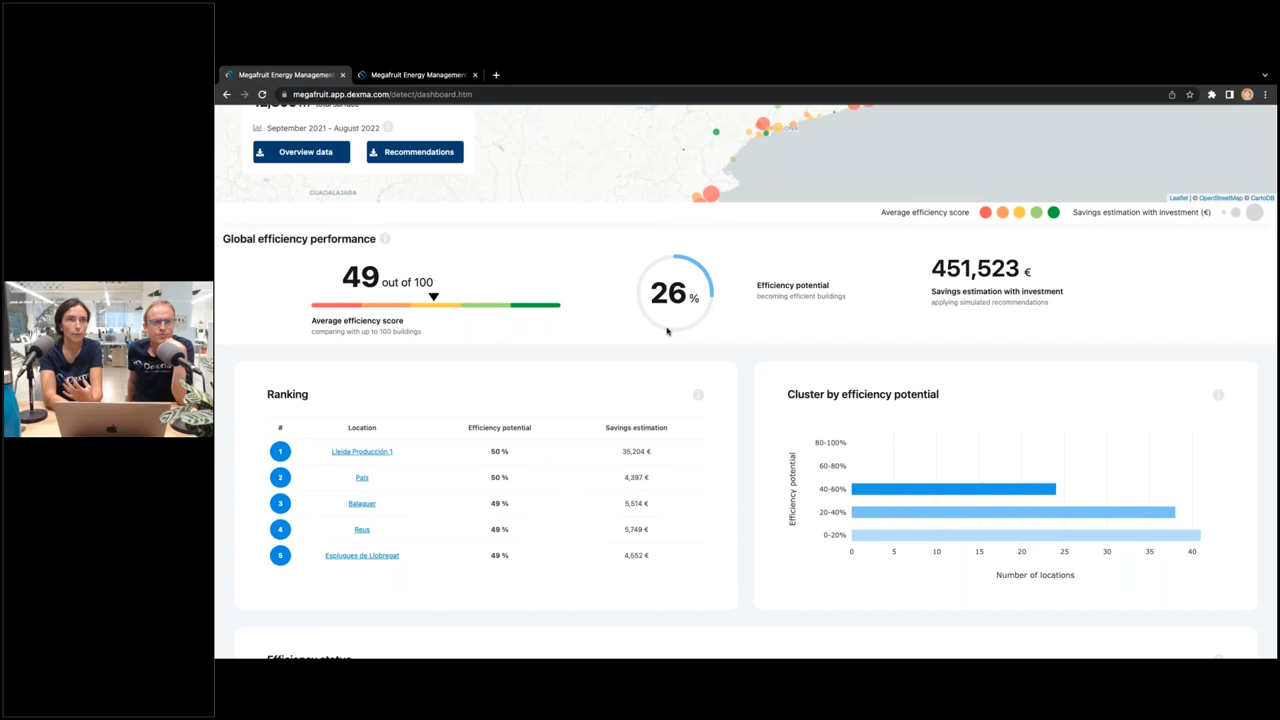 Megafruit Energy Management
Megafruit Energy Management
megafruit.app.dexma.com/detect/dashboard.htm
total surface
September 2021 - August 2022
Overview data
Recommendations
GUADALAJARA
Leaflet | © OpenStreetMap © CartoDB
Average efficiency score
Savings estimation with investment (€)
Global efficiency performance
49 out of 100
Average efficiency score
comparing with up to 100 buildings
26 %
Efficiency potential
becoming efficient buildings
451,523 €
Savings estimation with investment
applying simulated recommendations
Ranking
# Location Efficiency potential Savings estimation
1 Lleida Producción 1 50 % 35,204 €
2 Pals 50 % 4,397 €
3 Balaguer 49 % 5,514 €
4 Reus 49 % 5,749 €
5 Esplugues de Llobregat 49 % 4,552 €
Cluster by efficiency potential
Efficiency potential
80-100%
60-80%
40-60%
20-40%
0-20%
0 5 10 15 20 25 30 35 40
Number of locations
Efficiency status
Dexma
Dexma